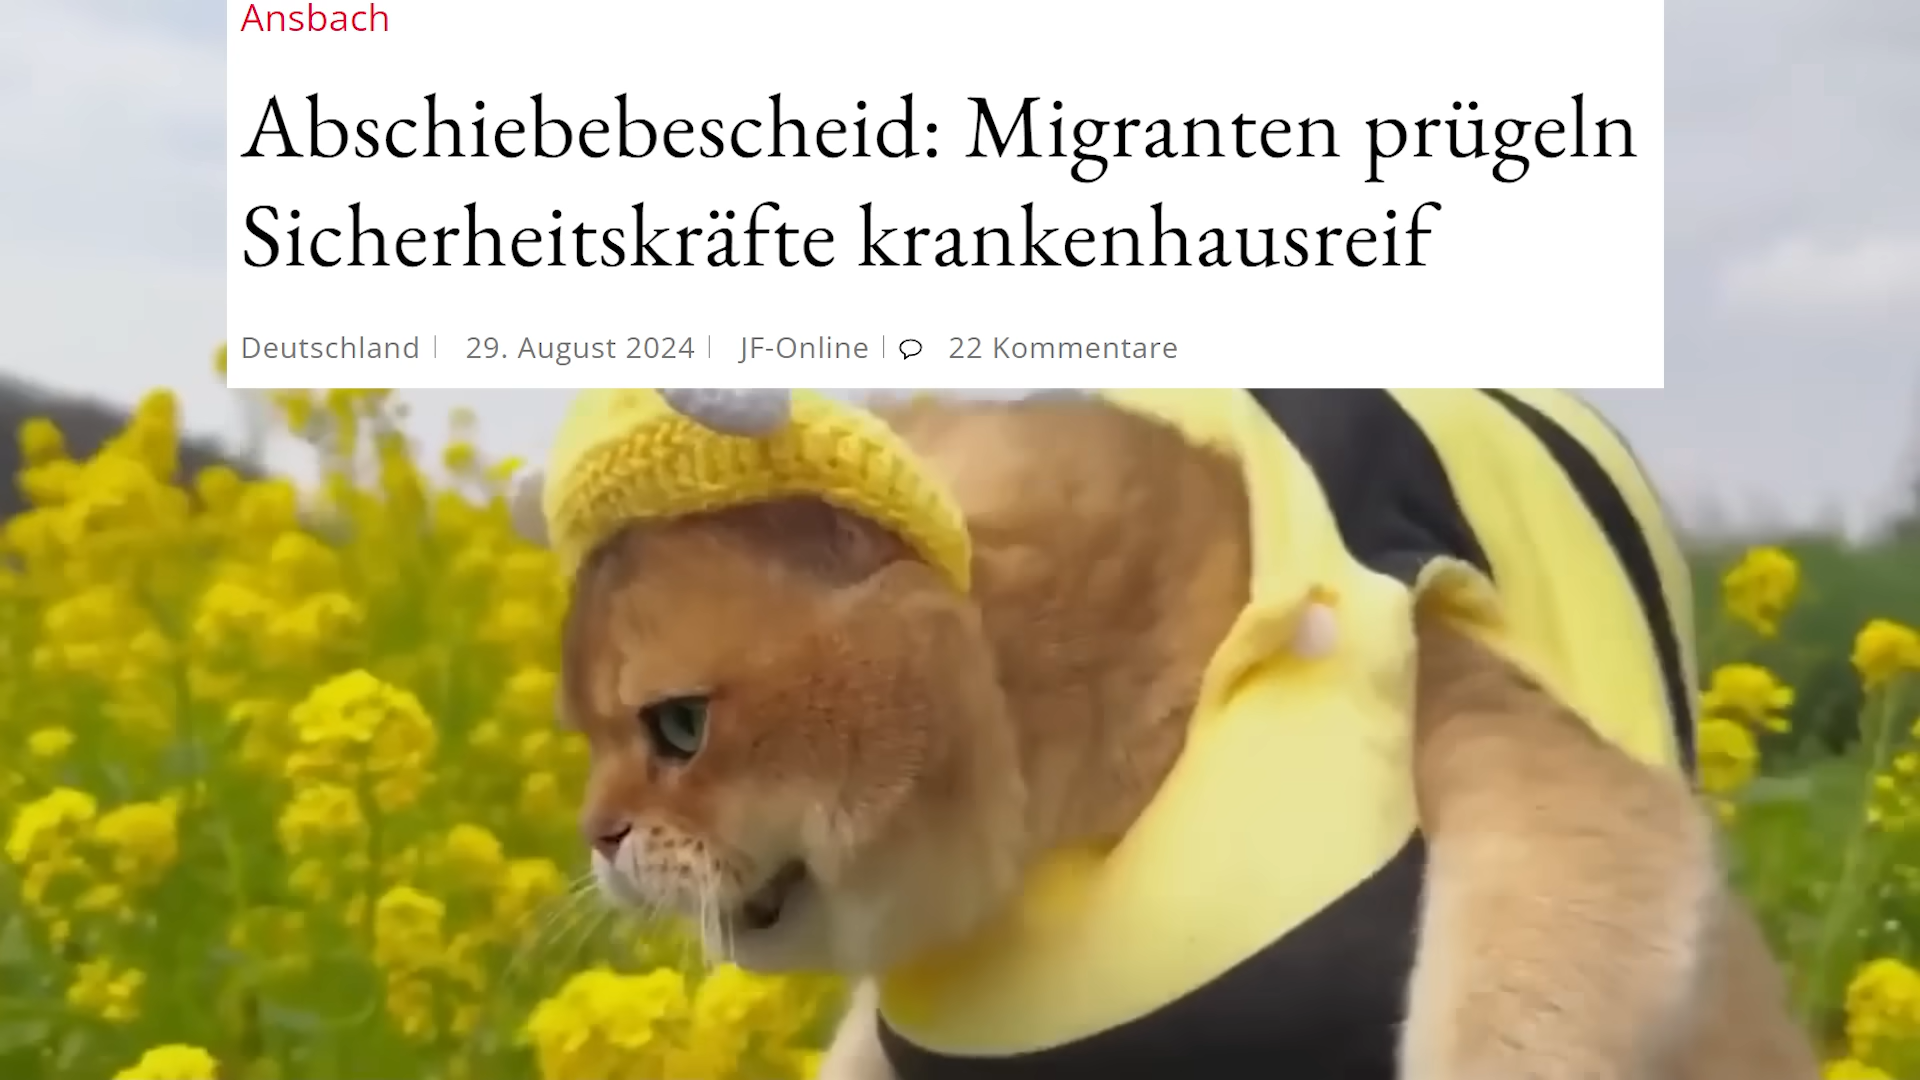 Ansbach
Abschiebebescheid: Migranten prügeln
Sicherheitskräfte krankenhausreif
Deutschland | 29. August 2024 | JF-Online | 22 Kommentare